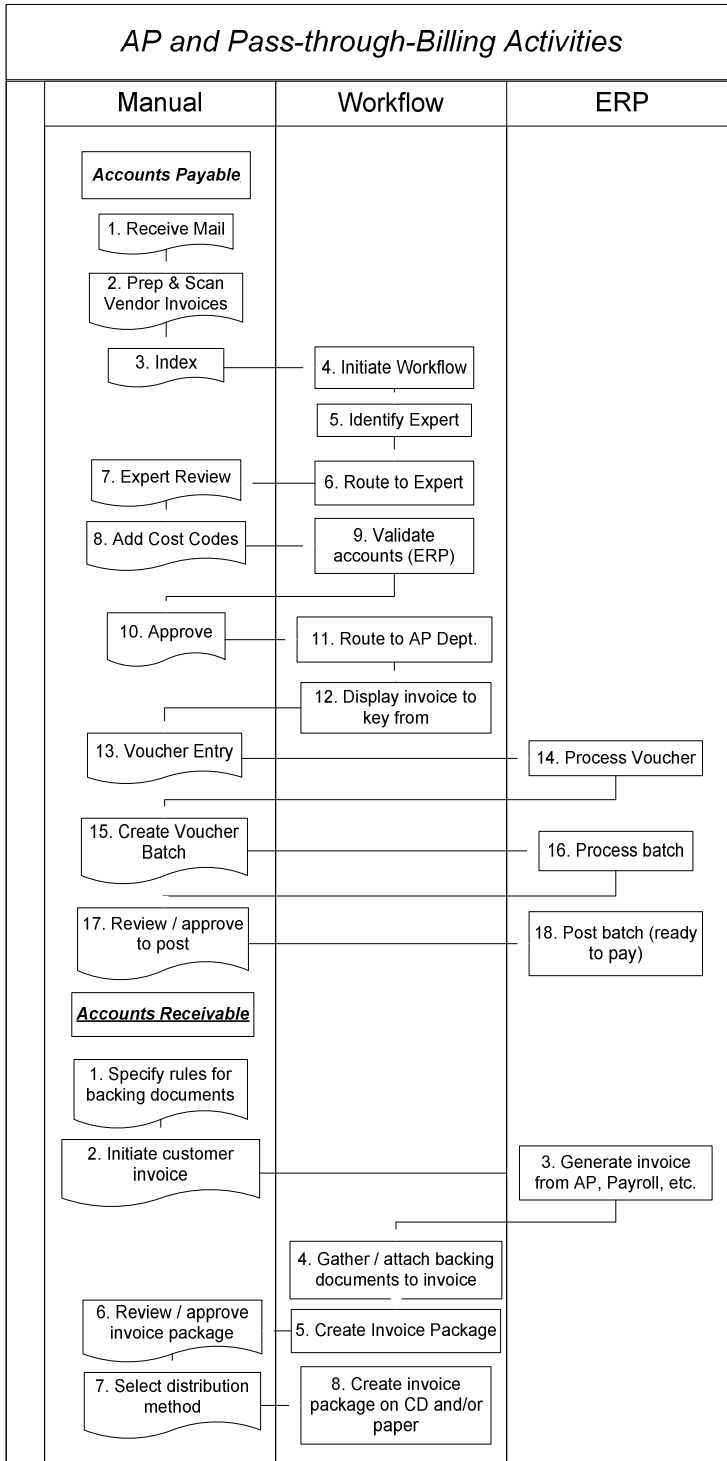 AP and Pass-through-Billing Activities
Manual
Workflow
ERP
Accounts Payable
1. Receive Mail
2. Prep & Scan
Vendor Invoices
3. Index
4. Initiate Workflow
5. Identify Expert
7. Expert Review
6. Route to Expert
8. Add Cost Codes
9. Validate
accounts (ERP)
10. Approve
11. Route to AP Dept.
12. Display invoice to
key from
13. Voucher Entry
14. Process Voucher
15. Create Voucher
Batch
16. Process batch
17. Review / approve
to post
18. Post batch (ready
to pay)
Accounts Receivable
1. Specify rules for
backing documents
2. Initiate customer
invoice
3. Generate invoice
from AP, Payroll, etc.
4. Gather / attach backing
documents to invoice
6. Review / approve
invoice package
5. Create Invoice Package
7. Select distribution
method
8. Create invoice
package on CD and/or
paper